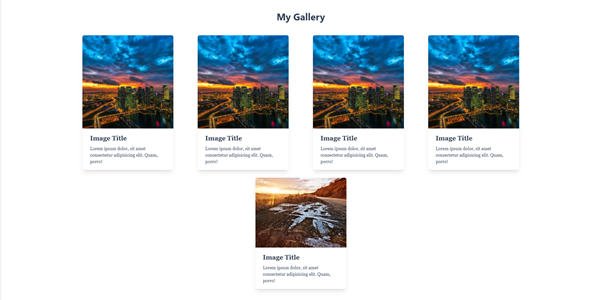 My Gallery
Image Title
Lorem ipsum dolor, sit amet
consectetur adipisicing elit. Quam,
porro!
Image Title
Lorem ipsum dolor, sit amet
consectetur adipisicing elit. Quam,
porro!
Image Title
Lorem ipsum dolor, sit amet
consectetur adipisicing elit. Quam,
porro!
Image Title
Lorem ipsum dolor, sit amet
consectetur adipisicing elit. Quam,
porro!
Image Title
Lorem ipsum dolor, sit amet
consectetur adipisicing elit. Quam,
porro!